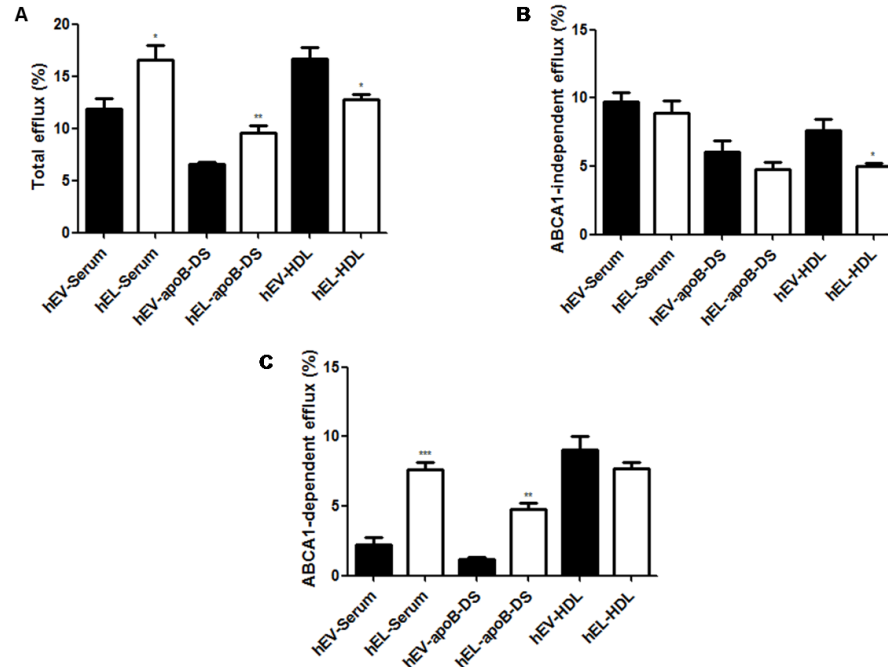 A
Total efflux (%)
20
15
10
5
0
*
**
*
hEV-Serum
hEL-Serum
hEV-apoB-DS
hEL-apoB-DS
hEV-HDL
hEL-HDL
B
ABCA1-independent efflux (%)
15
10
5
0
*
hEV-Serum
hEL-Serum
hEV-apoB-DS
hEL-apoB-DS
hEV-HDL
hEL-HDL
C
ABCA1-dependent efflux (%)
15
10
5
0
***
**
hEV-Serum
hEL-Serum
hEV-apoB-DS
hEL-apoB-DS
hEV-HDL
hEL-HDL